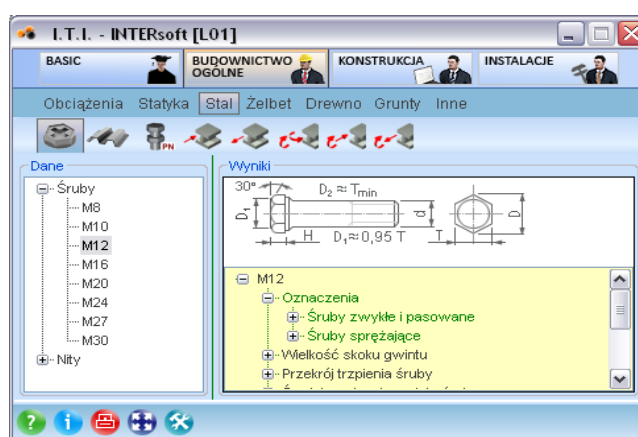 I.T.I. - INTERsoft [L01]
BASIC
BUDOWNICTWO OGÓLNE
KONSTRUKCJA
INSTALACJE
Obciążenia Statyka Stal Żelbet Drewno Grunty Inne
PN
Dane
Śruby
M8
M10
M12
M16
M20
M24
M27
M30
Nity
Wyniki
30° D₂ ≈ Tmin
D₁ d D
H D₁≈0,95 T T
M12
Oznaczenia
Śruby zwykłe i pasowane
Śruby sprężające
Wielkość skoku gwintu
Przekrój trzpienia śruby